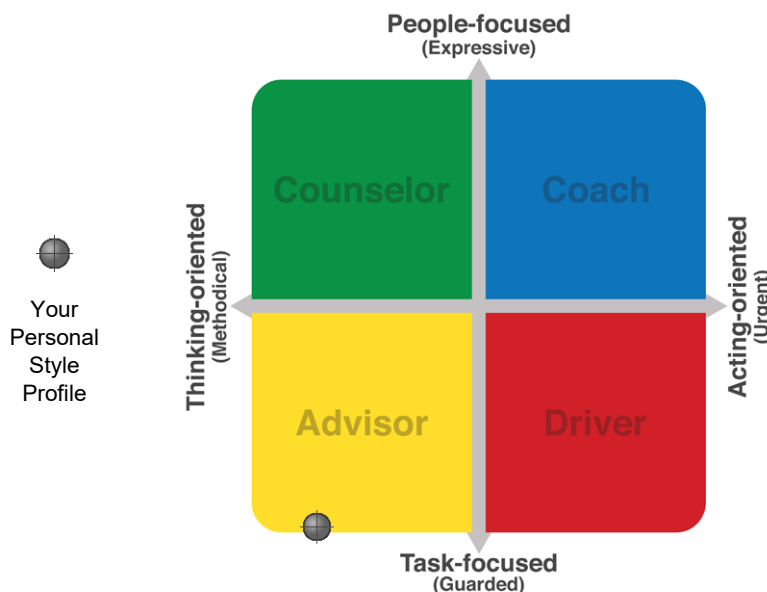 People-focused
(Expressive)
Counselor
Coach
Thinking-oriented
(Methodical)
Acting-oriented
(Urgent)
Your
Personal
Style
Profile
Advisor
Driver
Task-focused
(Guarded)